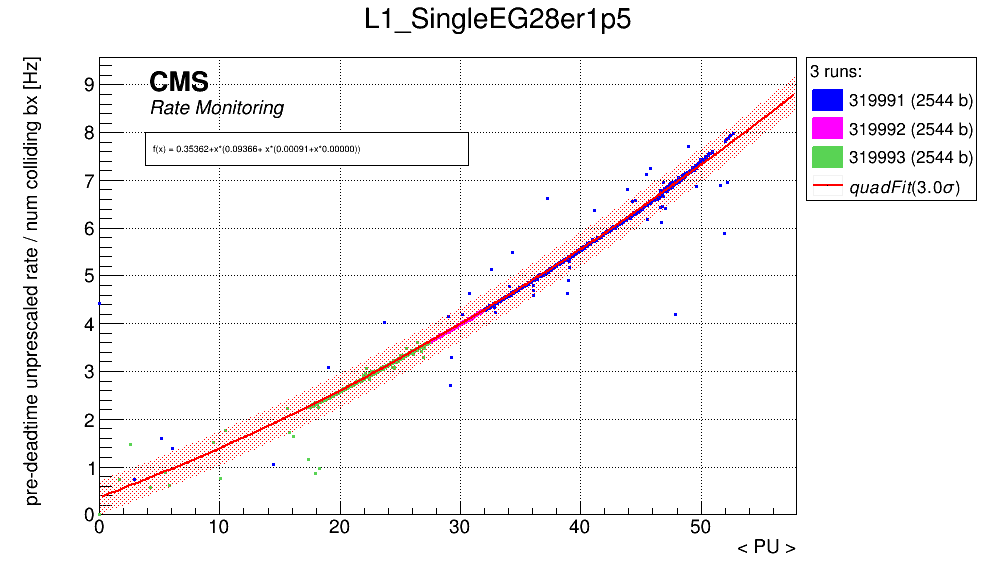 L1_SingleEG28er1p5
pre-deadtime unprescaled rate / num colliding bx [Hz]
CMS
Rate Monitoring
f(x) = 0.35362+x*(0.09366+ x*(0.00091+x*0.00000))
9
8
7
6
5
4
3
2
1
0
0 10 20 30 40 50
< PU >
3 runs:
319991 (2544 b)
319992 (2544 b)
319993 (2544 b)
quadFit(3.0σ)